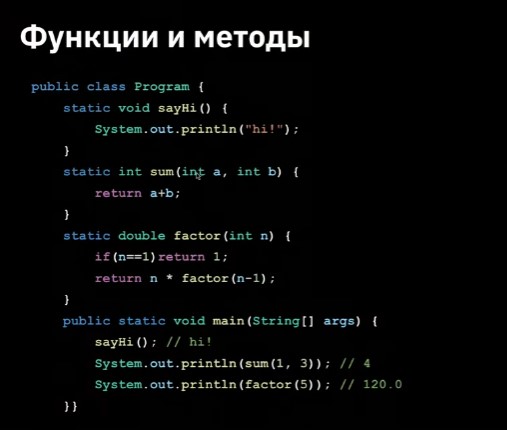 Функции и методы
public class Program {
    static void sayHi() {
        System.out.println("hi!");
    }
    static int sum(int a, int b) {
        return a+b;
    }
    static double factor(int n) {
        if(n==1)return 1;
        return n * factor(n-1);
    }
    public static void main(String[] args) {
        sayHi(); // hi!
        System.out.println(sum(1, 3)); // 4
        System.out.println(factor(5)); // 120.0
    }}